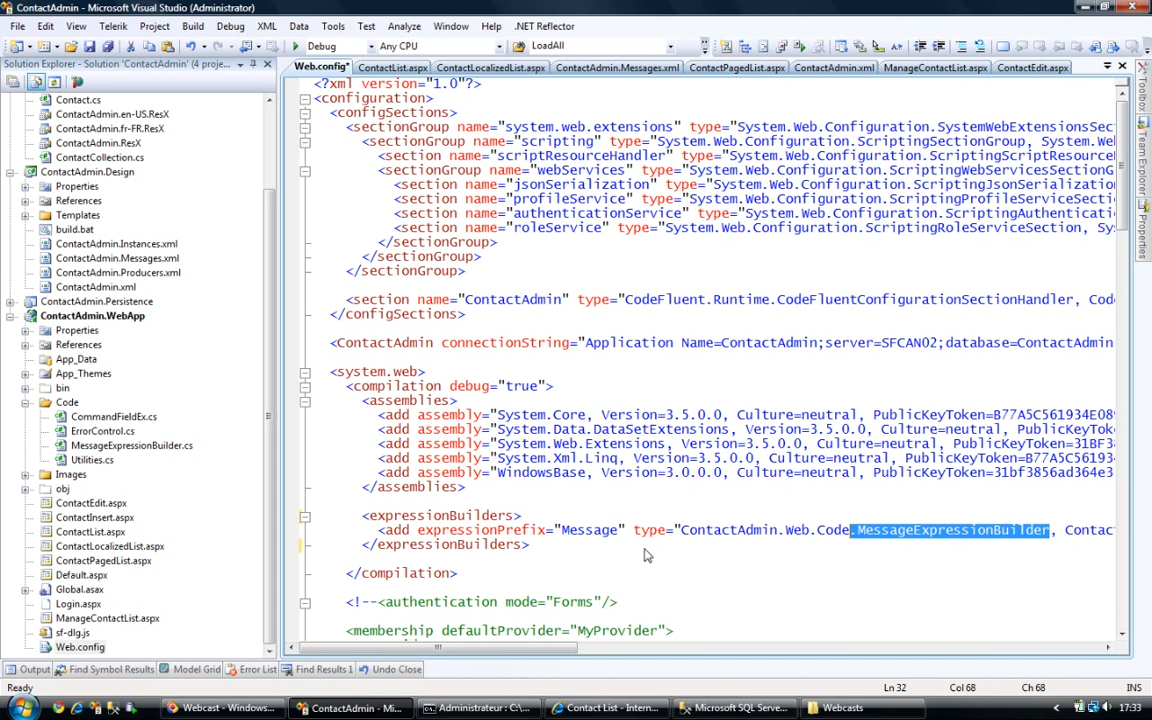 ContactAdmin - Microsoft Visual Studio (Administrator)
File Edit View Telerik Project Build Debug XML Data Tools Test Analyze Window Help .NET Reflector
Debug Any CPU LoadAll
Solution Explorer - Solution 'ContactAdmin' (4 proje...
Web.config* ContactList.aspx ContactLocalizedList.aspx ContactAdmin.Messages.xml ContactPagedList.aspx ContactAdmin.xml ManageContactList.aspx ContactEdit.aspx
Contact.cs
ContactAdmin.en-US.ResX
ContactAdmin.fr-FR.ResX
ContactAdmin.ResX
ContactCollection.cs
ContactAdmin.Design
Properties
References
Templates
build.bat
ContactAdmin.Instances.xml
ContactAdmin.Messages.xml
ContactAdmin.Producers.xml
ContactAdmin.xml
ContactAdmin.Persistence
ContactAdmin.WebApp
Properties
References
App_Data
App_Themes
bin
Code
CommandFieldEx.cs
ErrorControl.cs
MessageExpressionBuilder.cs
Utilities.cs
Images
obj
ContactEdit.aspx
ContactInsert.aspx
ContactList.aspx
ContactLocalizedList.aspx
ContactPagedList.aspx
Default.aspx
Global.asax
Login.aspx
ManageContactList.aspx
sf-dlg.js
Web.config
<?xml version="1.0"?>
<configuration>
<configSections>
<sectionGroup name="system.web.extensions" type="System.Web.Configuration.SystemWebExtensionsSec
<sectionGroup name="scripting" type="System.Web.Configuration.ScriptingSectionGroup, System.Web
<section name="scriptResourceHandler" type="System.Web.Configuration.ScriptingScriptResource
<sectionGroup name="webServices" type="System.Web.Configuration.ScriptingWebServicesSectionG
<section name="jsonSerialization" type="System.Web.Configuration.ScriptingJsonSerializatio
<section name="profileService" type="System.Web.Configuration.ScriptingProfileServiceSecti
<section name="authenticationService" type="System.Web.Configuration.ScriptingAuthenticati
<section name="roleService" type="System.Web.Configuration.ScriptingRoleServiceSection, Sy
</sectionGroup>
</sectionGroup>
</sectionGroup>
<section name="ContactAdmin" type="CodeFluent.Runtime.CodeFluentConfigurationSectionHandler, Cod
</configSections>
<ContactAdmin connectionString="Application Name=ContactAdmin;server=SFCAN02;database=ContactAdmin
<system.web>
<compilation debug="true">
<assemblies>
<add assembly="System.Core, Version=3.5.0.0, Culture=neutral, PublicKeyToken=B77A5C561934E08
<add assembly="System.Data.DataSetExtensions, Version=3.5.0.0, Culture=neutral, PublicKeyTok
<add assembly="System.Web.Extensions, Version=3.5.0.0, Culture=neutral, PublicKeyToken=31BF3
<add assembly="System.Xml.Linq, Version=3.5.0.0, Culture=neutral, PublicKeyToken=B77A5C56193
<add assembly="WindowsBase, Version=3.0.0.0, Culture=neutral, PublicKeyToken=31bf3856ad364e3
</assemblies>
<expressionBuilders>
<add expressionPrefix="Message" type="ContactAdmin.Web.Code.MessageExpressionBuilder, Contac
</expressionBuilders>
</compilation>
<!--<authentication mode="Forms"/>
<membership defaultProvider="MyProvider">
Toolbox
Team Explorer
Properties
Output Find Symbol Results Model Grid Error List Find Results 1 Undo Close
Ready Ln 32 Col 68 Ch 68 INS
Webcast - Windows... ContactAdmin - Mi... Administrateur : C:\... Contact List - Intern... Microsoft SQL Serve... Webcasts 17:33